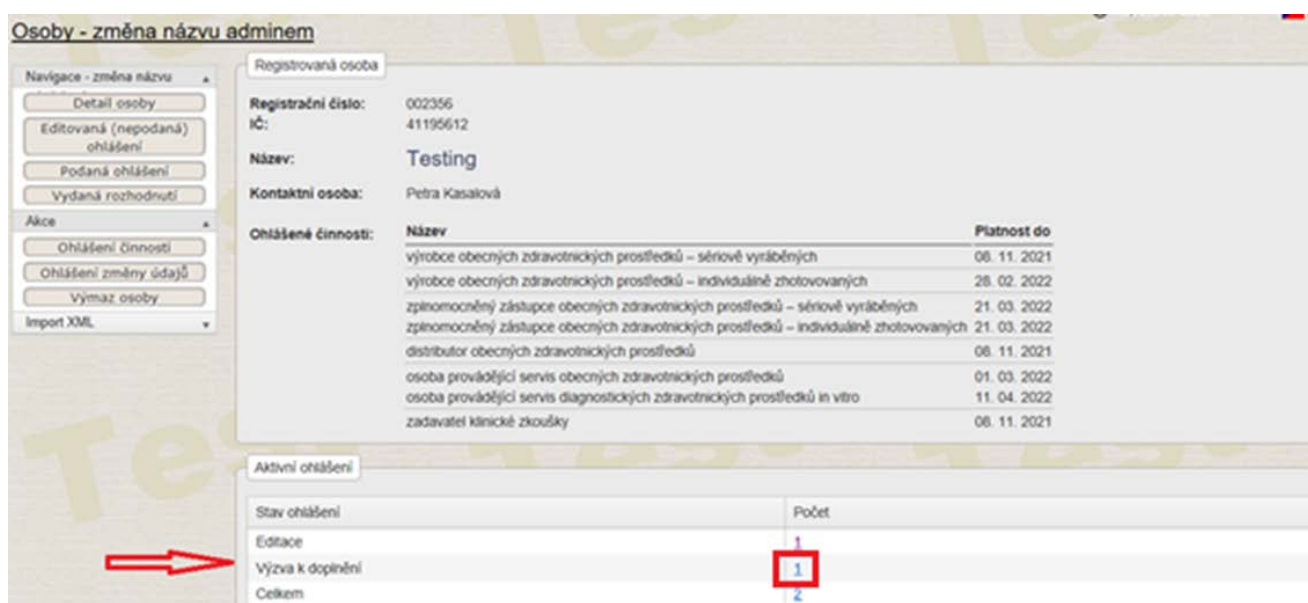 Osoby - změna názvu adminem
Navigace - změna názvu
Detail osoby
Editovaná (nepodaná)
ohlášení
Podaná ohlášení
Vydaná rozhodnutí
Akce
Ohlášení činnosti
Ohlášení změny údajů
Výmaz osoby
Import XML
Registrovaná osoba
Registrační číslo: 002356
IČ: 41195612
Název: Testing
Kontaktní osoba: Petra Kasalová
Ohlášené činnosti: Název Platnost do
výrobce obecných zdravotnických prostředků – sériově vyráběných 08. 11. 2021
výrobce obecných zdravotnických prostředků – individuálně zhotovovaných 28. 02. 2022
zplnomocněný zástupce obecných zdravotnických prostředků – sériově vyráběných 21. 03. 2022
zplnomocněný zástupce obecných zdravotnických prostředků – individuálně zhotovovaných 21. 03. 2022
distributor obecných zdravotnických prostředků 08. 11. 2021
osoba provádějící servis obecných zdravotnických prostředků 01. 03. 2022
osoba provádějící servis diagnostických zdravotnických prostředků in vitro 11. 04. 2022
zadavatel klinické zkoušky 08. 11. 2021
Aktivní ohlášení
Stav ohlášení Počet
Editace 1
Výzva k doplnění 1
Celkem 2